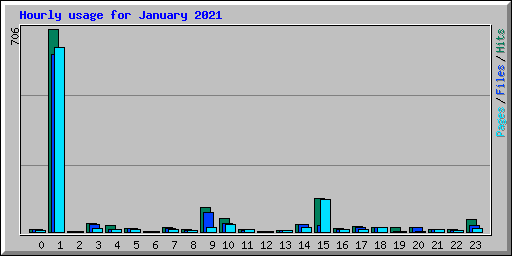 Hourly usage for January 2021
706
Pages/Files/Hits
0 1 2 3 4 5 6 7 8 9 10 11 12 13 14 15 16 17 18 19 20 21 22 23